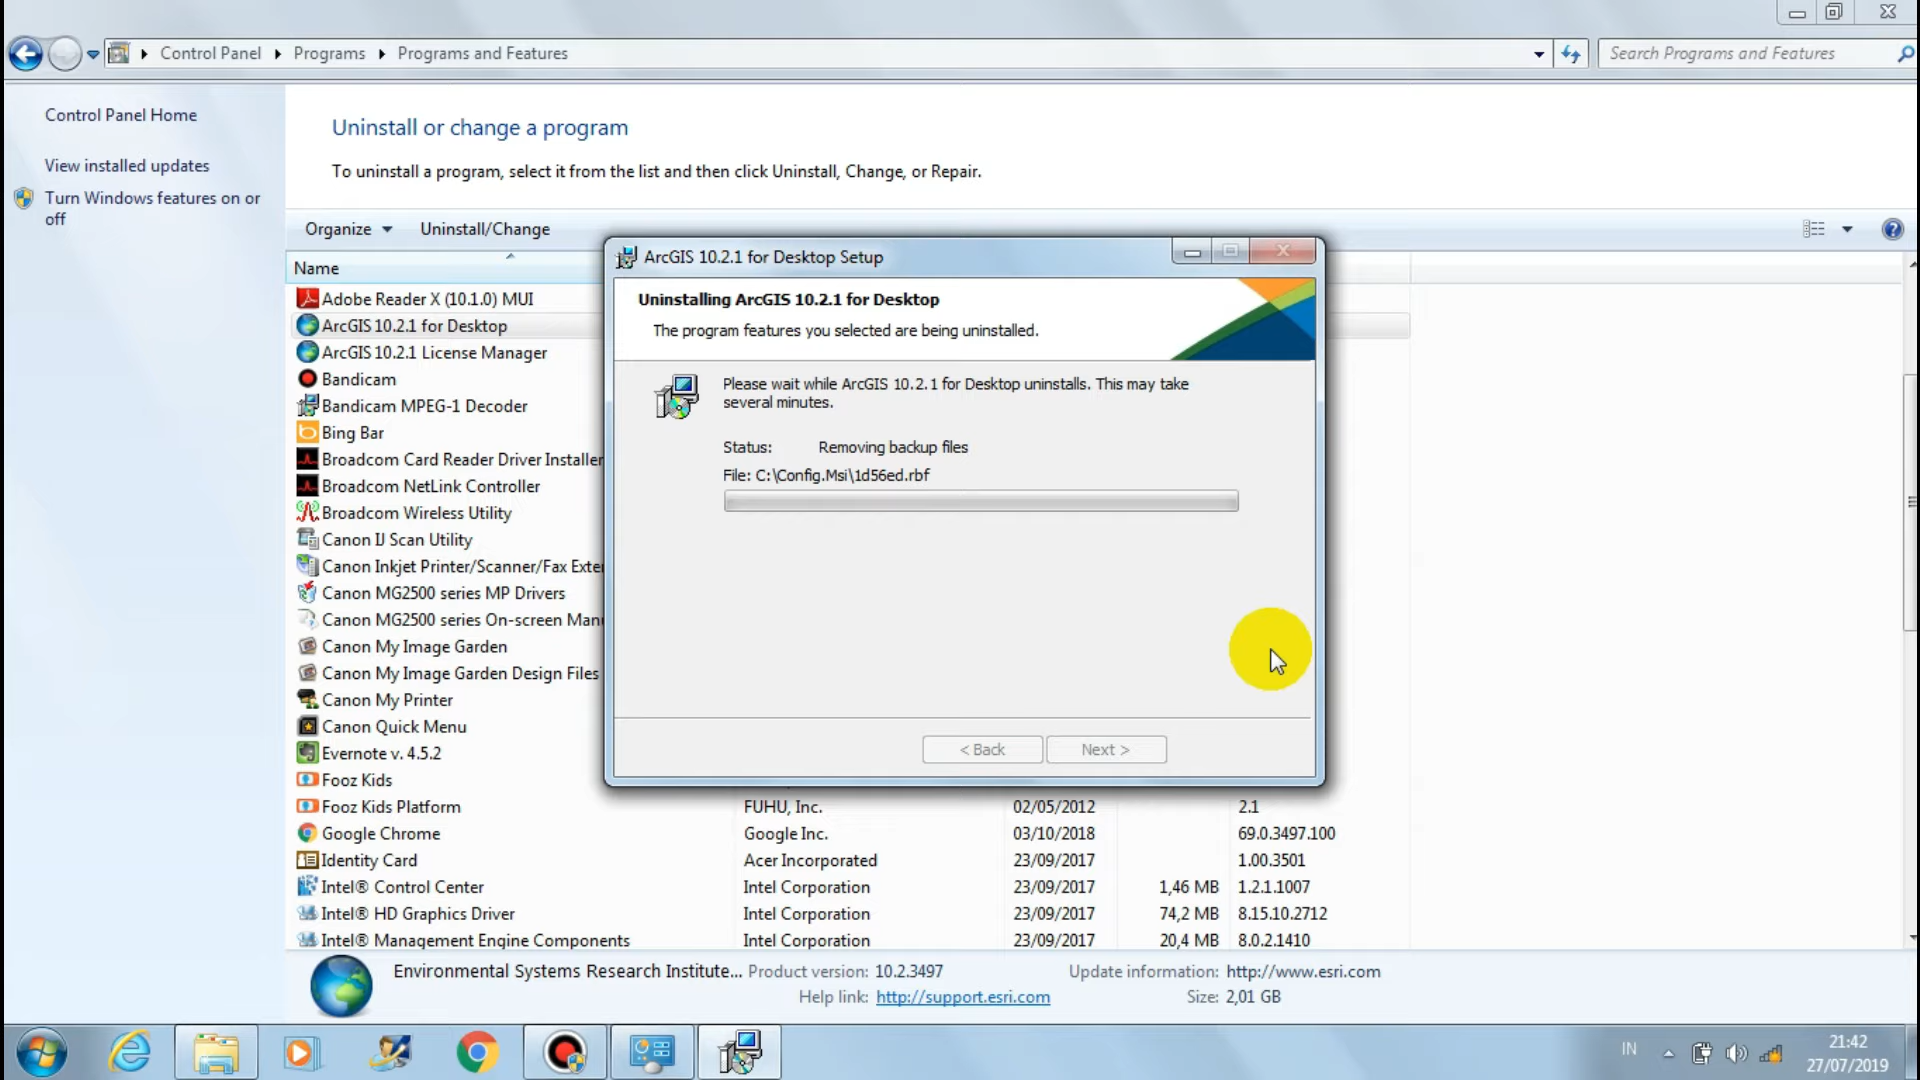 Control Panel
Programs
Programs and Features
Search Programs and Features
Control Panel Home
View installed updates
Turn Windows features on or
off
Uninstall or change a program
To uninstall a program, select it from the list and then click Uninstall, Change, or Repair.
Organize
Uninstall/Change
Name
Adobe Reader X (10.1.0) MUI
ArcGIS 10.2.1 for Desktop
ArcGIS 10.2.1 License Manager
Bandicam
Bandicam MPEG-1 Decoder
Bing Bar
Broadcom Card Reader Driver Installer
Broadcom NetLink Controller
Broadcom Wireless Utility
Canon IJ Scan Utility
Canon Inkjet Printer/Scanner/Fax Exte
Canon MG2500 series MP Drivers
Canon MG2500 series On-screen Manu
Canon My Image Garden
Canon My Image Garden Design Files
Canon My Printer
Canon Quick Menu
Evernote v. 4.5.2
Fooz Kids
Fooz Kids Platform FUHU, Inc. 02/05/2012 2.1
Google Chrome Google Inc. 03/10/2018 69.0.3497.100
Identity Card Acer Incorporated 23/09/2017 1.00.3501
Intel® Control Center Intel Corporation 23/09/2017 1,46 MB 1.2.1.1007
Intel® HD Graphics Driver Intel Corporation 23/09/2017 74,2 MB 8.15.10.2712
Intel® Management Engine Components Intel Corporation 23/09/2017 20,4 MB 8.0.2.1410
ArcGIS 10.2.1 for Desktop Setup
Uninstalling ArcGIS 10.2.1 for Desktop
The program features you selected are being uninstalled.
Please wait while ArcGIS 10.2.1 for Desktop uninstalls. This may take
several minutes.
Status: Removing backup files
File: C:\Config.Msi\1d56ed.rbf
< Back
Next >
Environmental Systems Research Institute... Product version: 10.2.3497 Update information: http://www.esri.com
Help link: http://support.esri.com Size: 2,01 GB
IN
21:42
27/07/2019